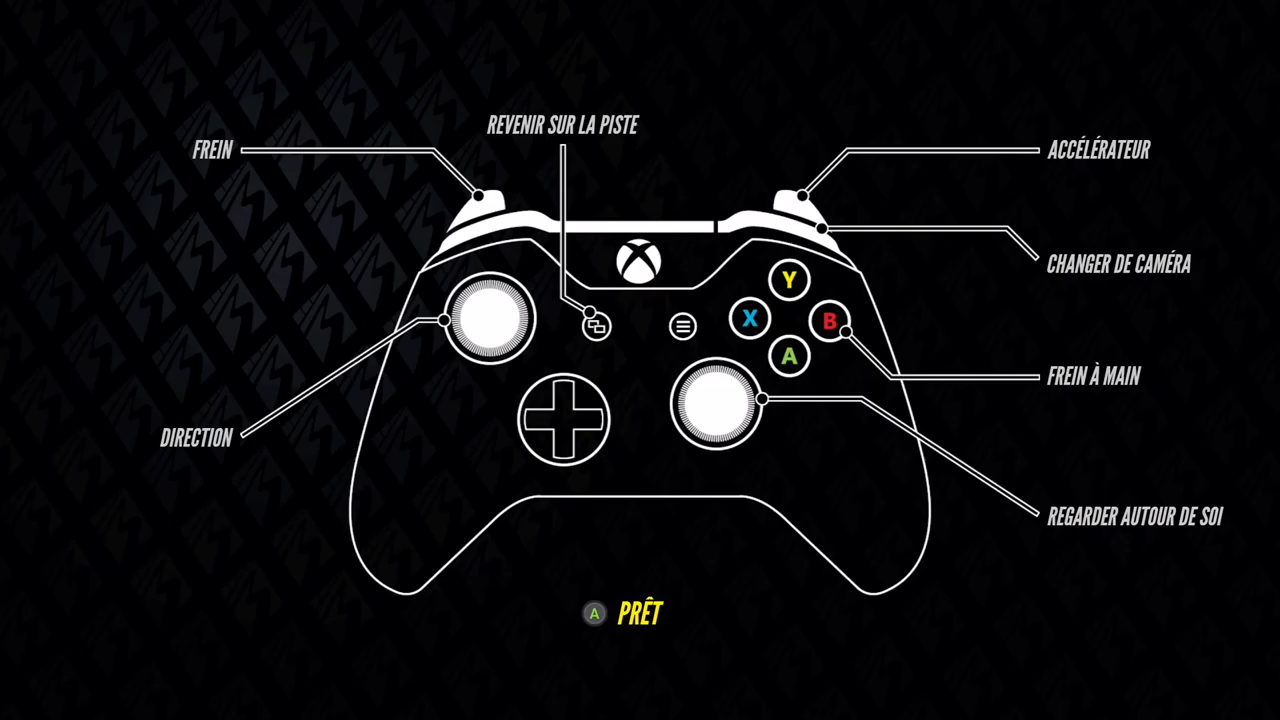 REVENIR SUR LA PISTE
FREIN
ACCÉLÉRATEUR
CHANGER DE CAMÉRA
Y
X
B
A
FREIN À MAIN
DIRECTION
REGARDER AUTOUR DE SOI
A PRÊT